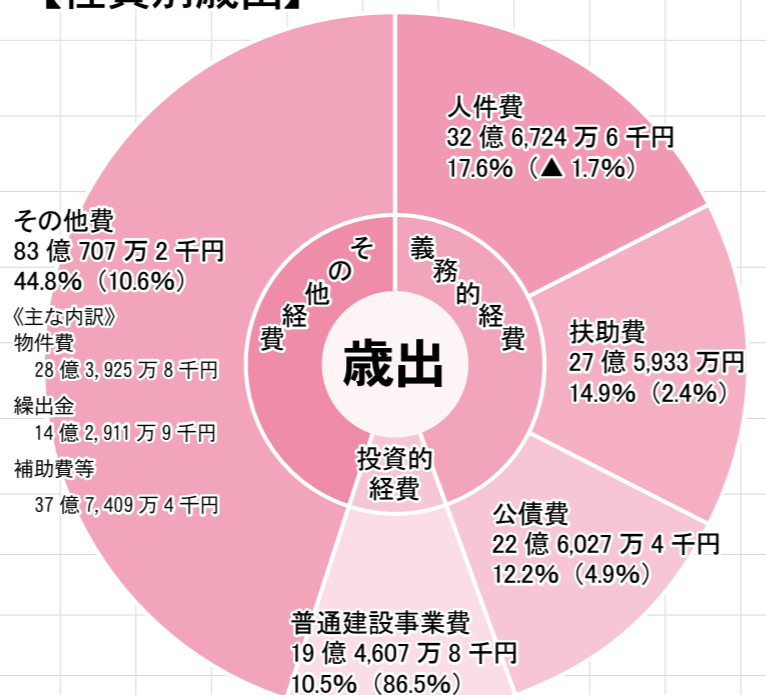 【性質別歳出】
人件費
32 億 6,724 万 6 千円
17.6%（▲ 1.7%）
その他費
83 億 707 万 2 千円
44.8%（10.6%）
《主な内訳》
物件費
28 億 3,925 万 8 千円
繰出金
14 億 2,911 万 9 千円
補助費等
37 億 7,409 万 4 千円
その他経費
義務的経費
歳出
投資的
経費
扶助費
27 億 5,933 万円
14.9%（2.4%）
公債費
22 億 6,027 万 4 千円
12.2%（4.9%）
普通建設事業費
19 億 4,607 万 8 千円
10.5%（86.5%）